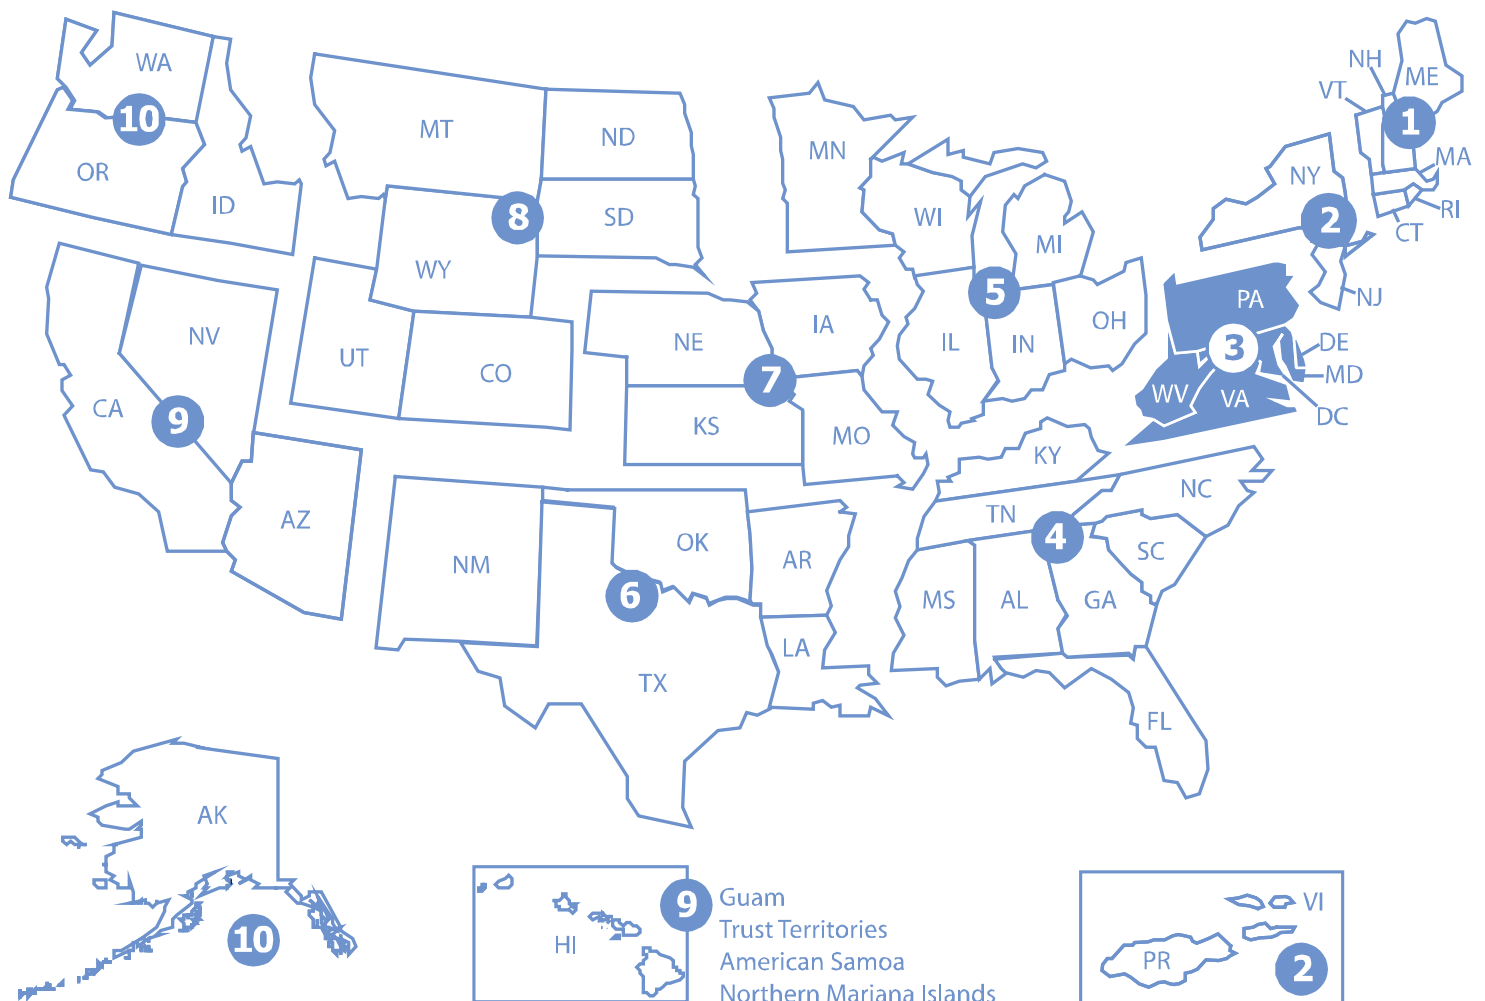 WA
10
OR
ID
MT
ND
8
SD
WY
MN
WI
MI
5
NH
ME
VT
1
MA
NY
2
RI
CT
NJ
PA
3
DE
MD
WV
VA
DC
NV
CA
9
UT
CO
AZ
NE
IA
7
KS
MO
IL
IN
OH
KY
NC
TN
4
SC
NM
OK
6
AR
TX
LA
MS
AL
GA
FL
AK
10
HI
9
Guam
Trust Territories
American Samoa
Northern Mariana Islands
VI
PR
2